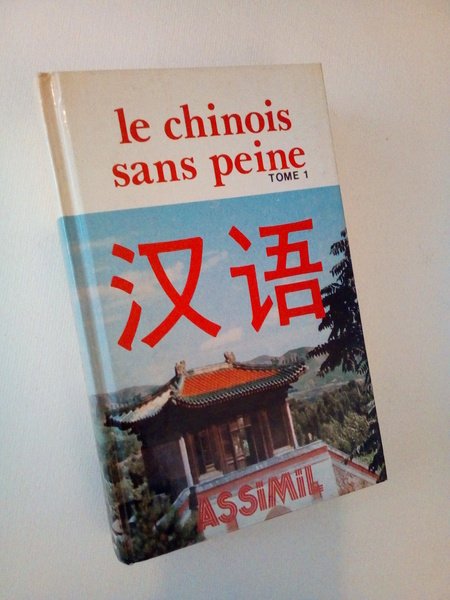 le chinois
sans peine
TOME 1
汉语
ASSiMiL